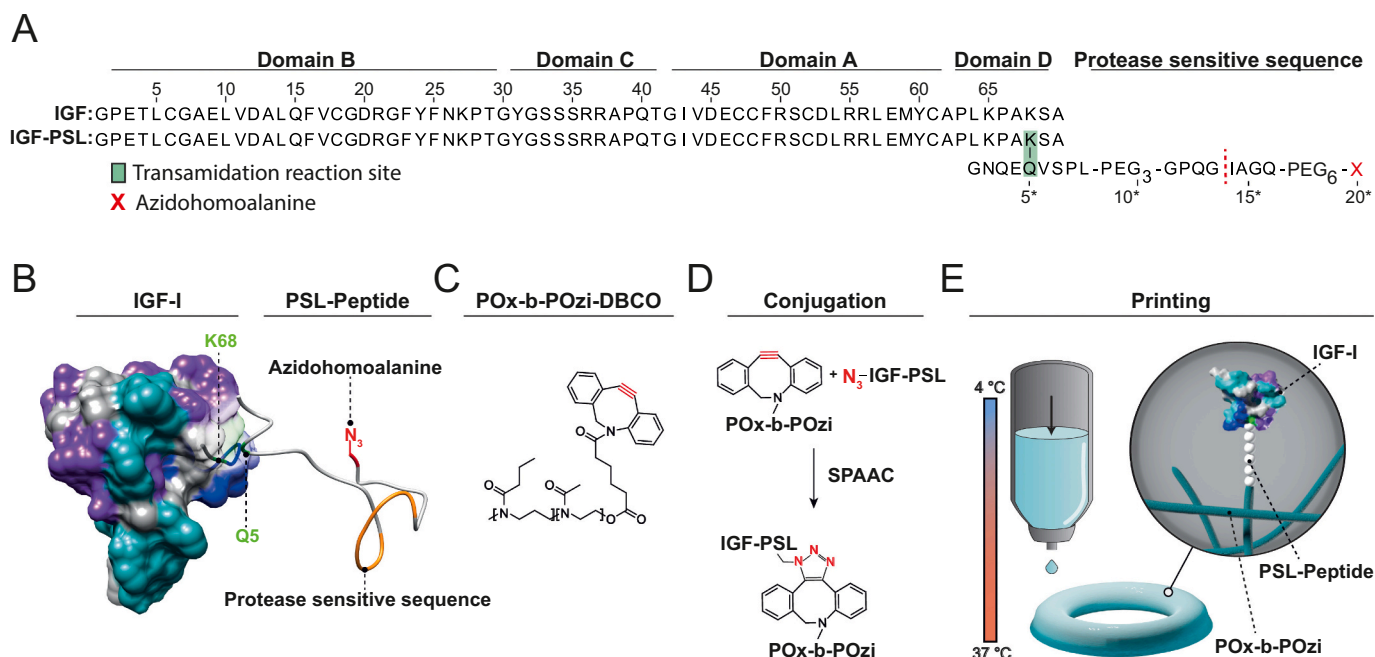 A
Domain B Domain C Domain A Domain D Protease sensitive sequence
5 10 15 20 25 30 35 40 45 50 55 60 65
IGF: GPETLCGAELVDALQFVCGDRGFYFNKPTGYGSSSRRAPQTGIVDECCFRSCDLRRLEMYCAPLKPAKSA
IGF-PSL: GPETLCGAELVDALQFVCGDRGFYFNKPTGYGSSSRRAPQTGIVDECCFRSCDLRRLEMYCAPLKPAKSA
Transamidation reaction site
GNQEQVSPL-PEG3-GPQG IAGQ-PEG6-X
X Azidohomoalanine
5* 10* 15* 20*
B
IGF-I PSL-Peptide
K68
Azidohomoalanine
N3
Q5
Protease sensitive sequence
C
POx-b-POzi-DBCO
N
O
O
O
N
N
O
O
D
Conjugation
N
+ N3-IGF-PSL
POx-b-POzi
SPAAC
IGF-PSL
N
N
N
N
POx-b-POzi
E
Printing
4 °C
37 °C
IGF-I
PSL-Peptide
POx-b-POzi